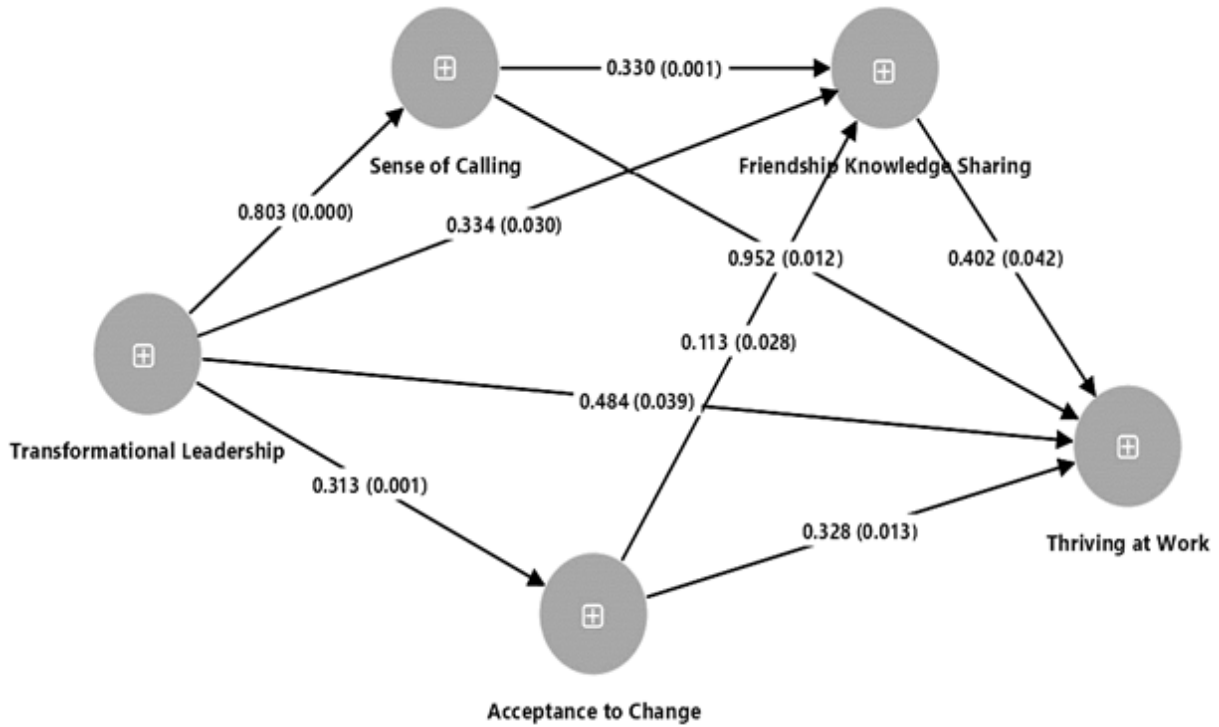 0.330 (0.001)
Sense of Calling
Friendship Knowledge Sharing
0.803 (0.000)
0.334 (0.030)
0.952 (0.012)
0.402 (0.042)
0.113 (0.028)
0.484 (0.039)
Transformational Leadership
0.313 (0.001)
0.328 (0.013)
Thriving at Work
Acceptance to Change